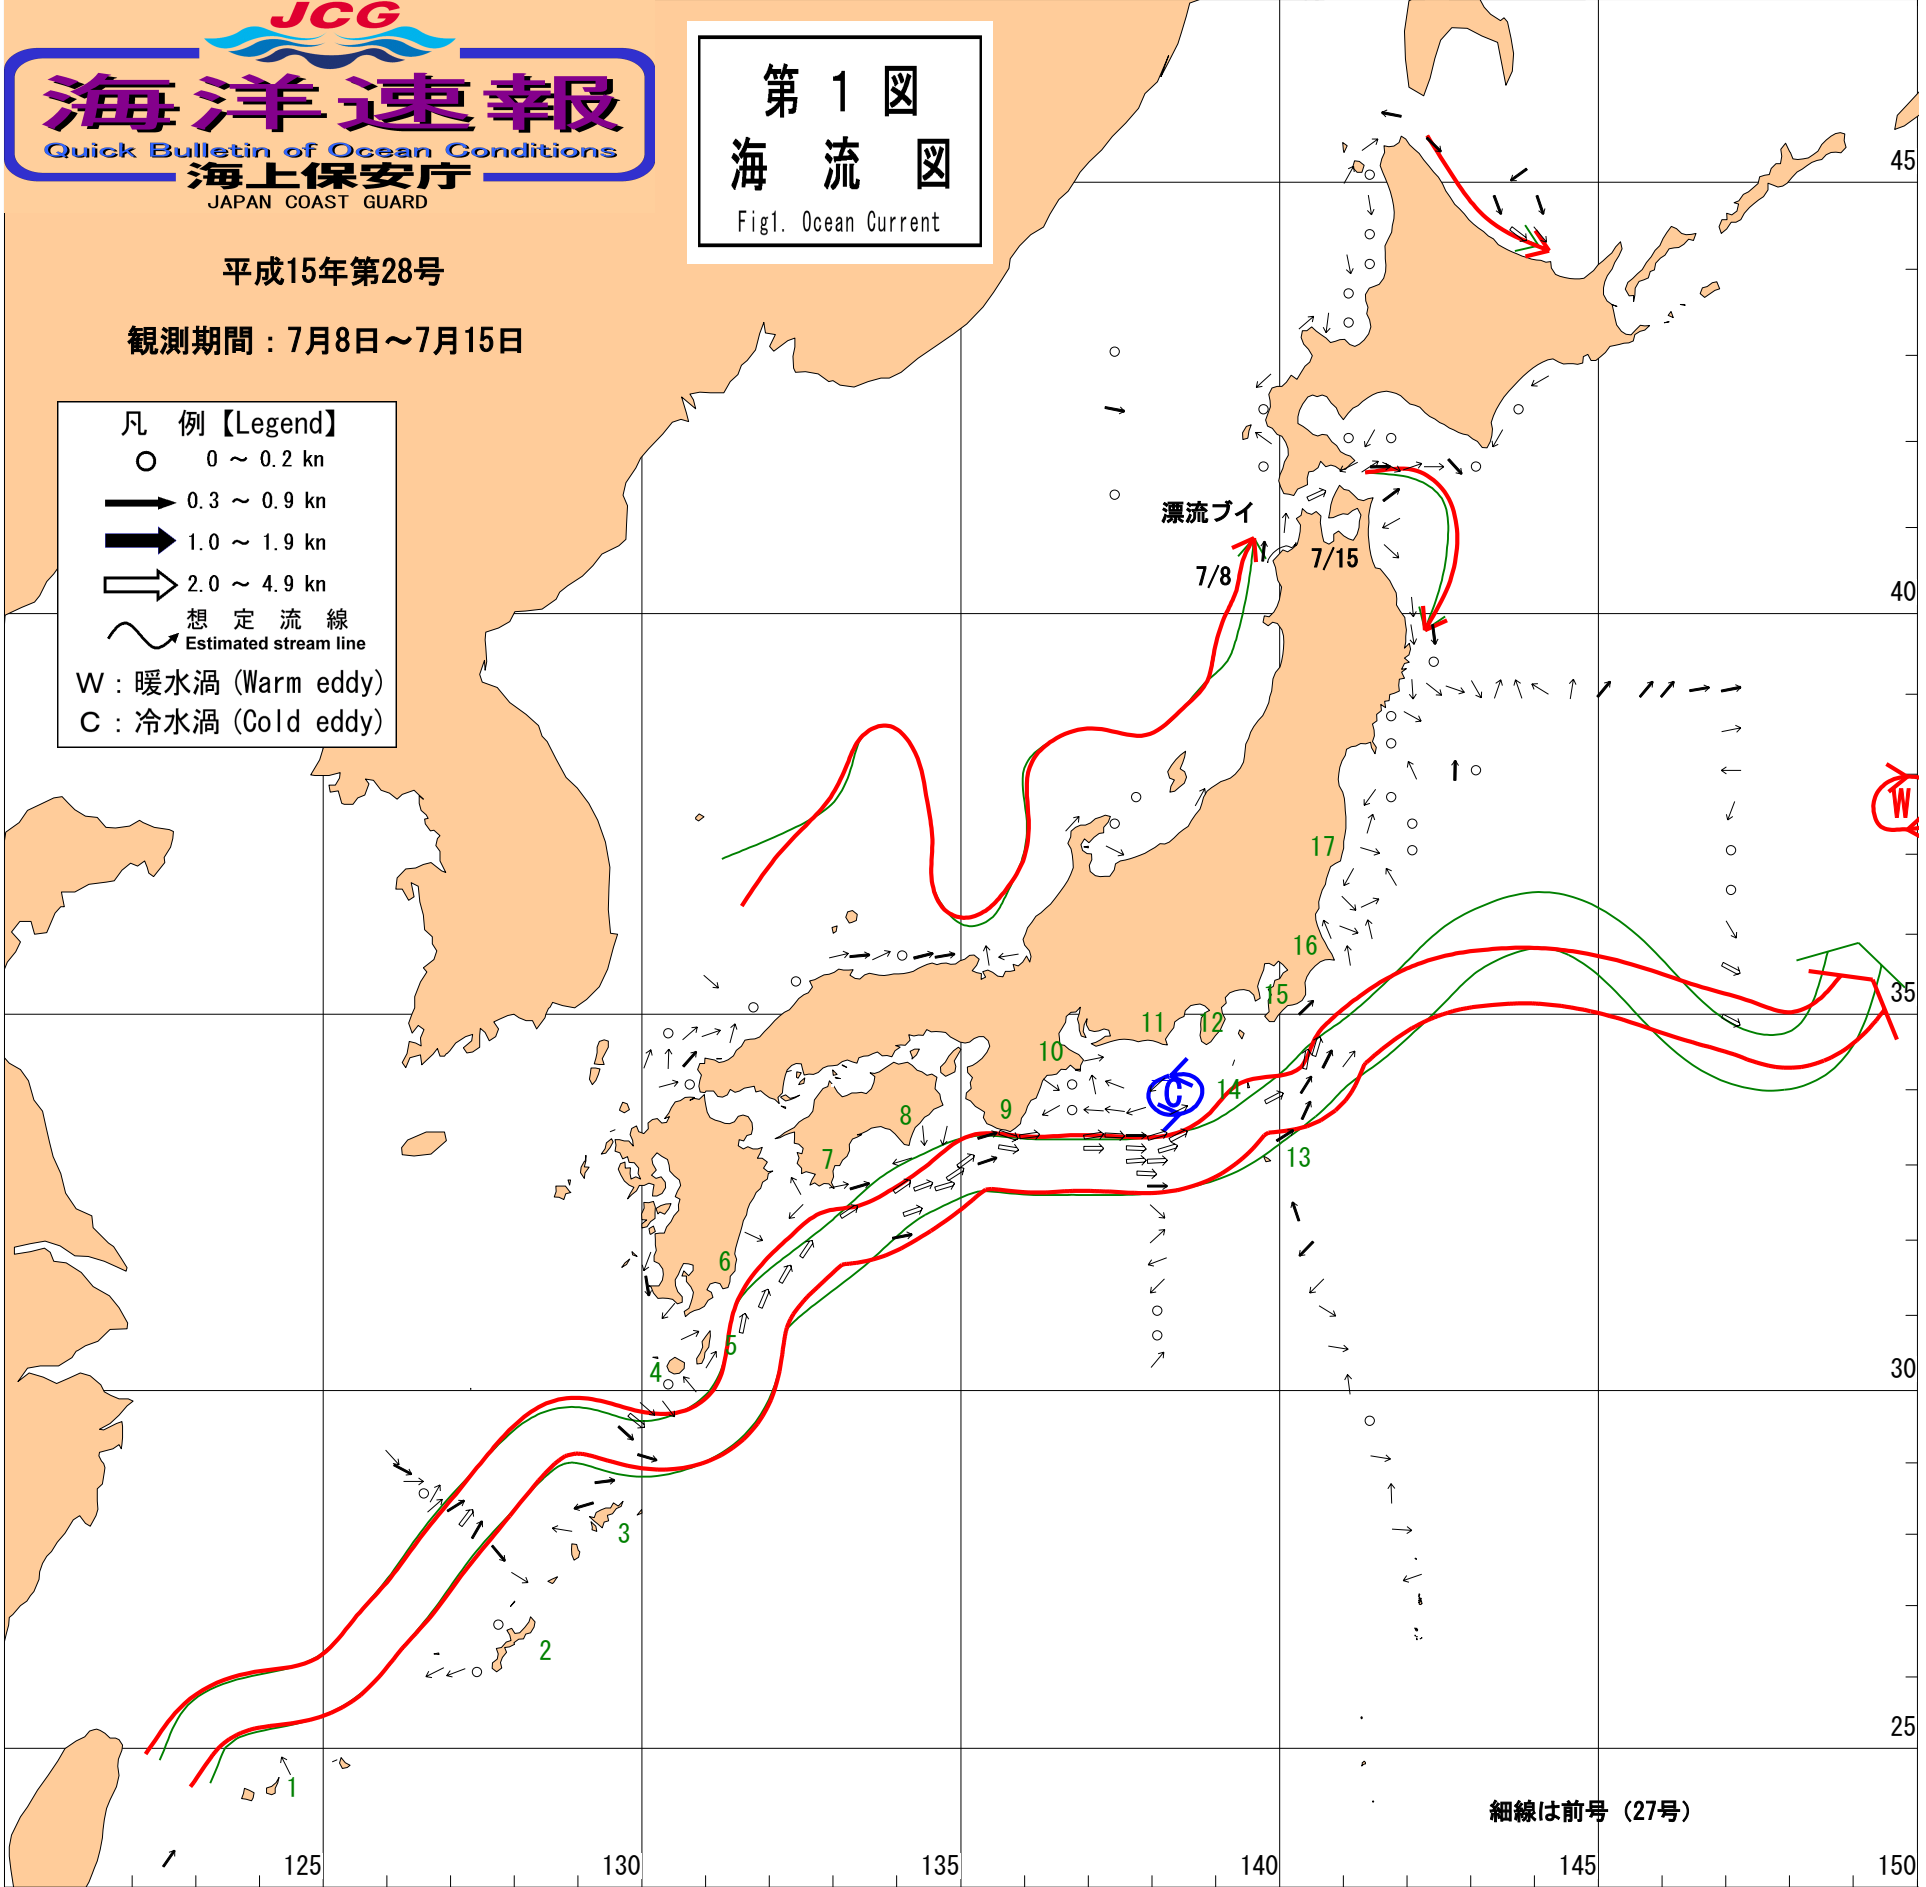 JCG
海洋速報
Quick Bulletin of Ocean Conditions
海上保安庁
JAPAN COAST GUARD
第 1 図
海 流 図
Fig1. Ocean Current
平成15年第28号
観測期間：7月8日～7月15日
凡 例【Legend】
0 ～ 0.2 kn
0.3 ～ 0.9 kn
1.0 ～ 1.9 kn
2.0 ～ 4.9 kn
想 定 流 線
Estimated stream line
W：暖水渦(Warm eddy)
C：冷水渦(Cold eddy)
45
漂流ブイ
7/8
7/15
40
W
17
16
35
15
12
11
10
C
14
13
9
8
7
6
5
4
30
3
2
25
1
細線は前号（27号）
125
130
135
140
145
150